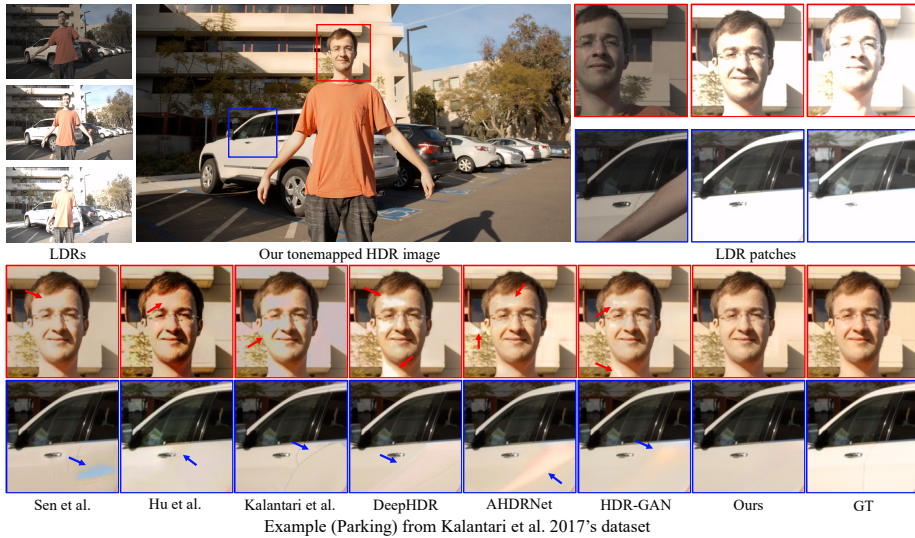 LDRs
Our tonemapped HDR image
LDR patches
Sen et al.
Hu et al.
Kalantari et al.
DeepHDR
AHDRNet
HDR-GAN
Ours
GT
Example (Parking) from Kalantari et al. 2017's dataset